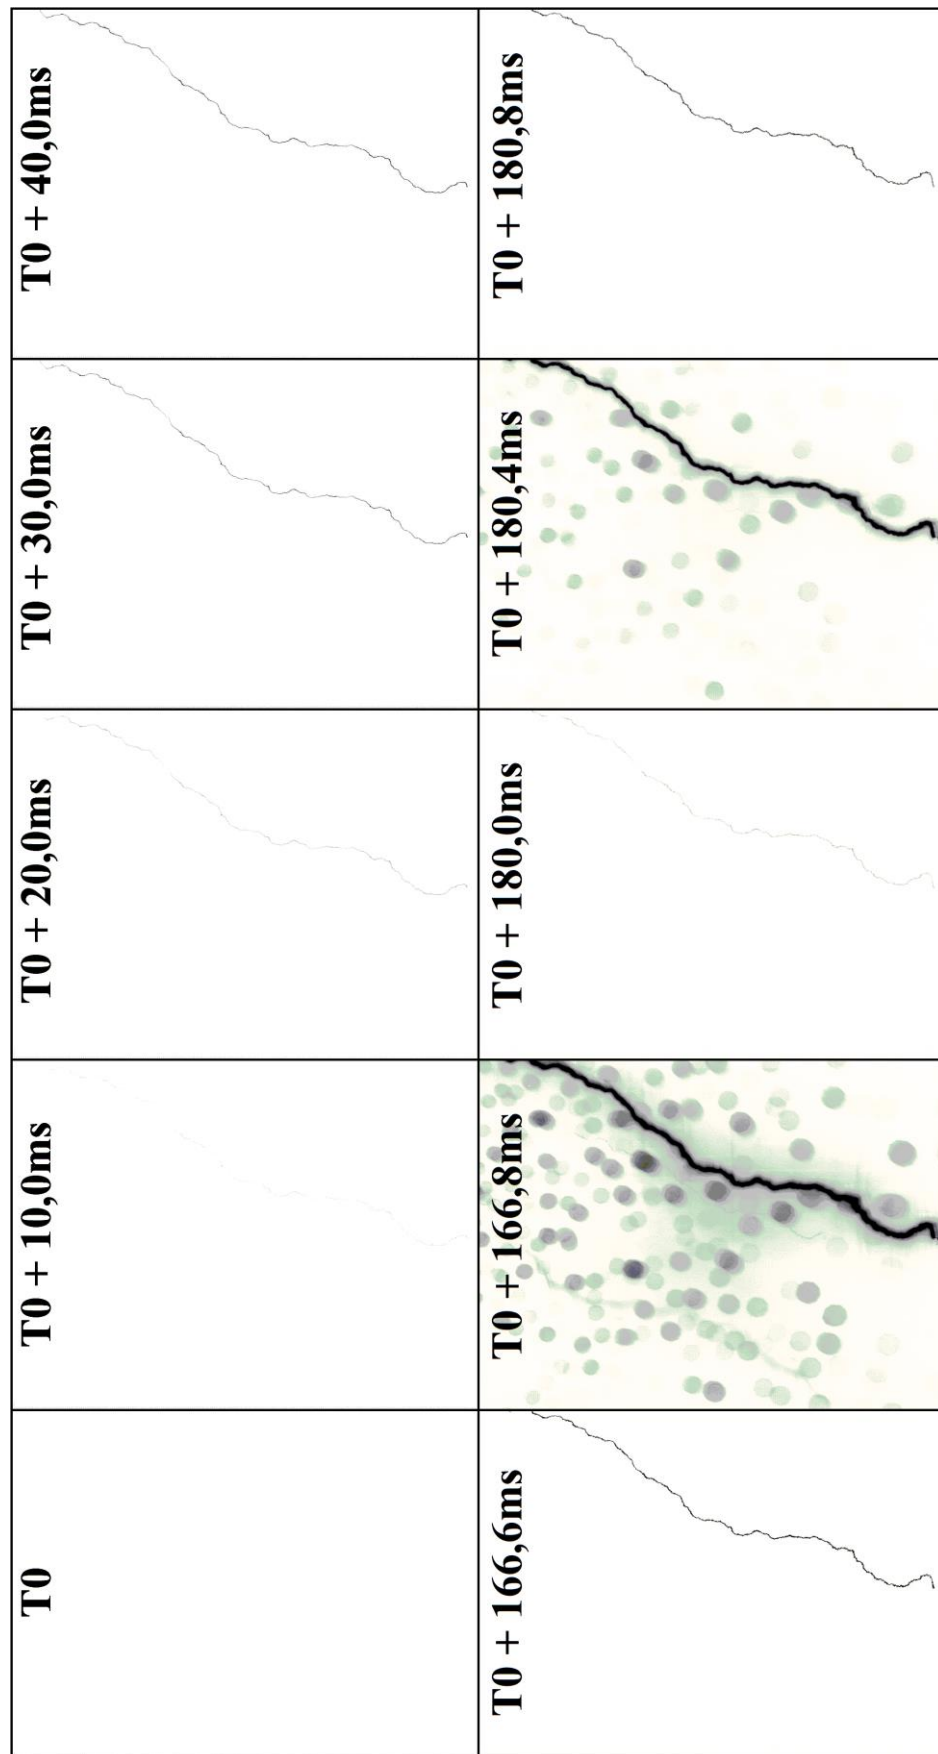 T0
T0 + 10,0ms
T0 + 20,0ms
T0 + 30,0ms
T0 + 40,0ms
T0 + 166,6ms
T0 + 166,8ms
T0 + 180,0ms
T0 + 180,4ms
T0 + 180,8ms